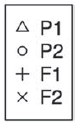 △ P1
○ P2
+ F1
× F2